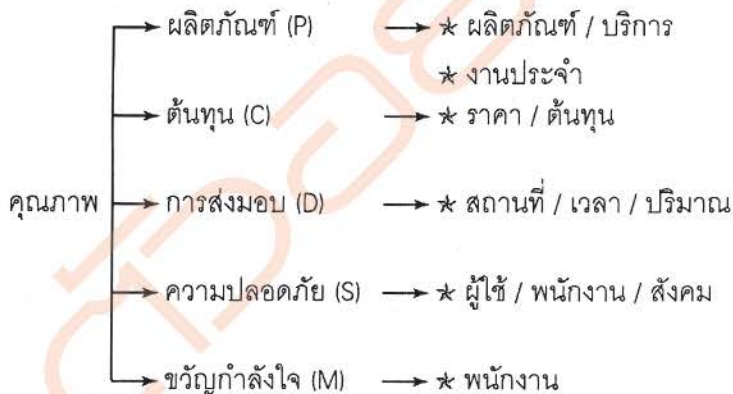 ผลิตภัณฑ์ (P) ★ ผลิตภัณฑ์ / บริการ
★ งานประจำ
ต้นทุน (C) ★ ราคา / ต้นทุน
คุณภาพ การส่งมอบ (D) ★ สถานที่ / เวลา / ปริมาณ
ความปลอดภัย (S) ★ ผู้ใช้ / พนักงาน / สังคม
ขวัญกำลังใจ (M) ★ พนักงาน